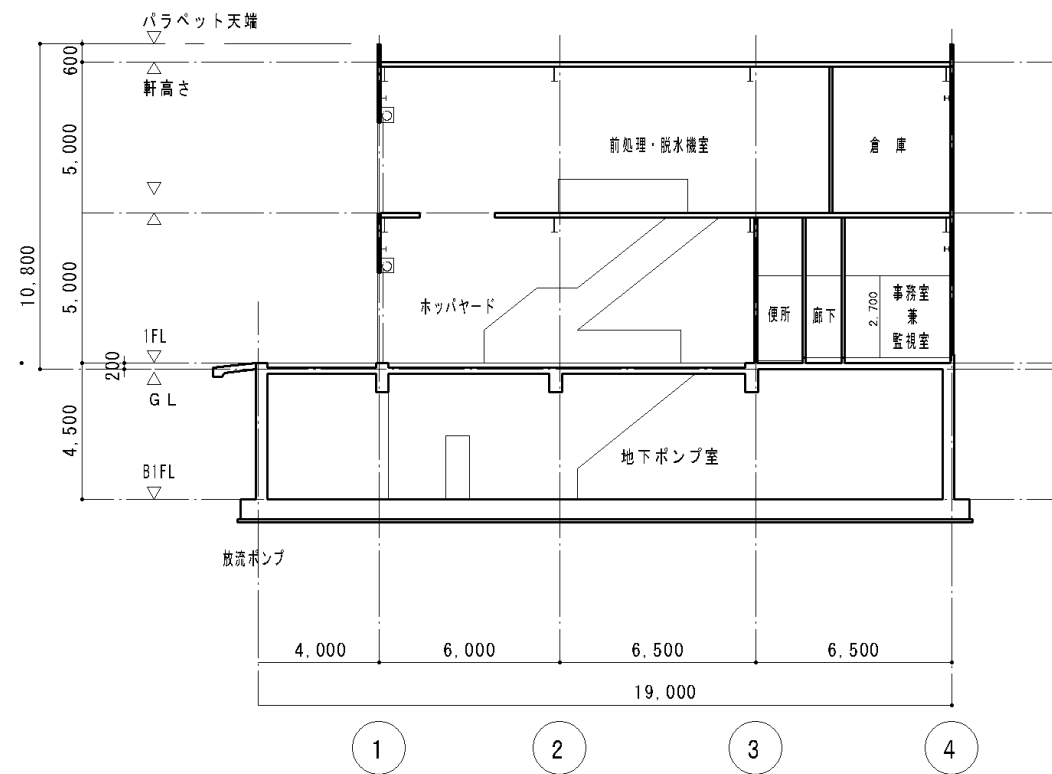 パラペット天端
600
軒高さ
5,000
前処理・脱水機室
倉 庫
10,800
5,000
ホッパヤード
便所
廊下
2,700
事務室
兼
監視室
1FL
200
GL
4,500
地下ポンプ室
B1FL
放流ポンプ
4,000
6,000
6,500
6,500
19,000
1
2
3
4